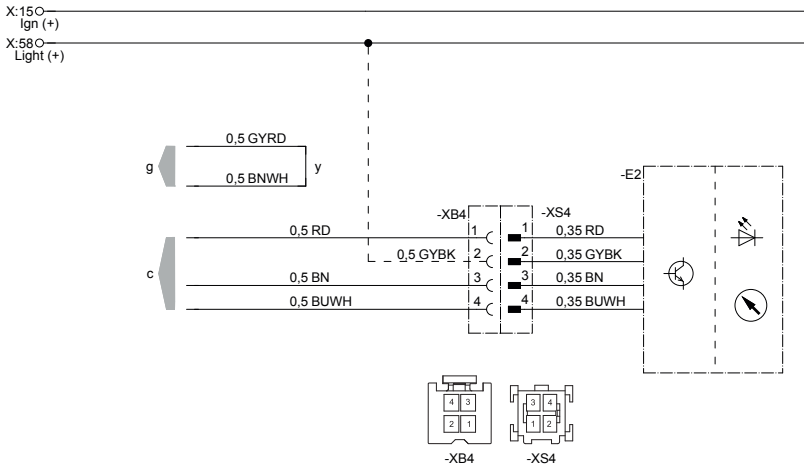 X:15
Ign (+)
X:58
Light (+)
0,5 GYRD
g
y
0,5 BNWH
-E2
-XB4
-XS4
0,5 RD
1
1
0,35 RD
0,5 GYBK
2
2
0,35 GYBK
c
0,5 BN
3
3
0,35 BN
0,5 BUWH
4
4
0,35 BUWH
4 3
3 4
2 1
1 2
-XB4
-XS4